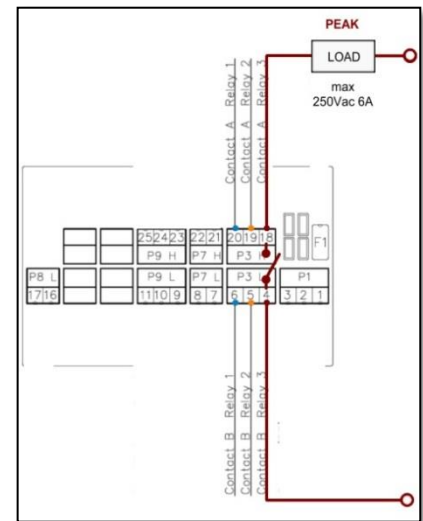 PEAK
LOAD
max
250Vac 6A
Contact A Relay 1
Contact A Relay 2
Contact A Relay 3
25 24 23 22 21 20 19 18
P9 H P7 H P3 F1
P8 L P9 L P7 L P3 L P1
17 16 11 10 9 8 7 6 5 4 3 2 1
Contact B Relay 1
Contact B Relay 2
Contact B Relay 3